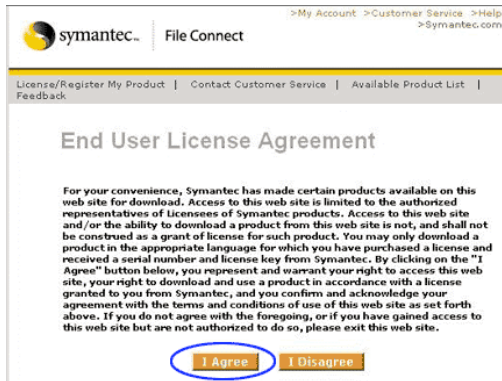 >My Account >Customer Service >Help
>Symantec.com
symantec™ File Connect
License/Register My Product | Contact Customer Service | Available Product List |
Feedback
End User License Agreement
For your convenience, Symantec has made certain products available on this
web site for download. Access to this web site is limited to the authorized
representatives of Licensees of Symantec products. Access to this web site
and/or the ability to download a product from this web site is not, and shall not
be construed as a grant of license for such product. You may only download a
product in the appropriate language for which you have purchased a license and
received a serial number and license key from Symantec. By clicking on the "I
Agree" button below, you represent and warrant your right to access this web
site, your right to download and use a product in accordance with a license
granted to you from Symantec, and you confirm and acknowledge your
agreement with the terms and conditions of use of this web site as set forth
above. If you do not agree with the foregoing, or if you have gained access to
this web site but are not authorized to do so, please exit this web site.
I Agree I Disagree